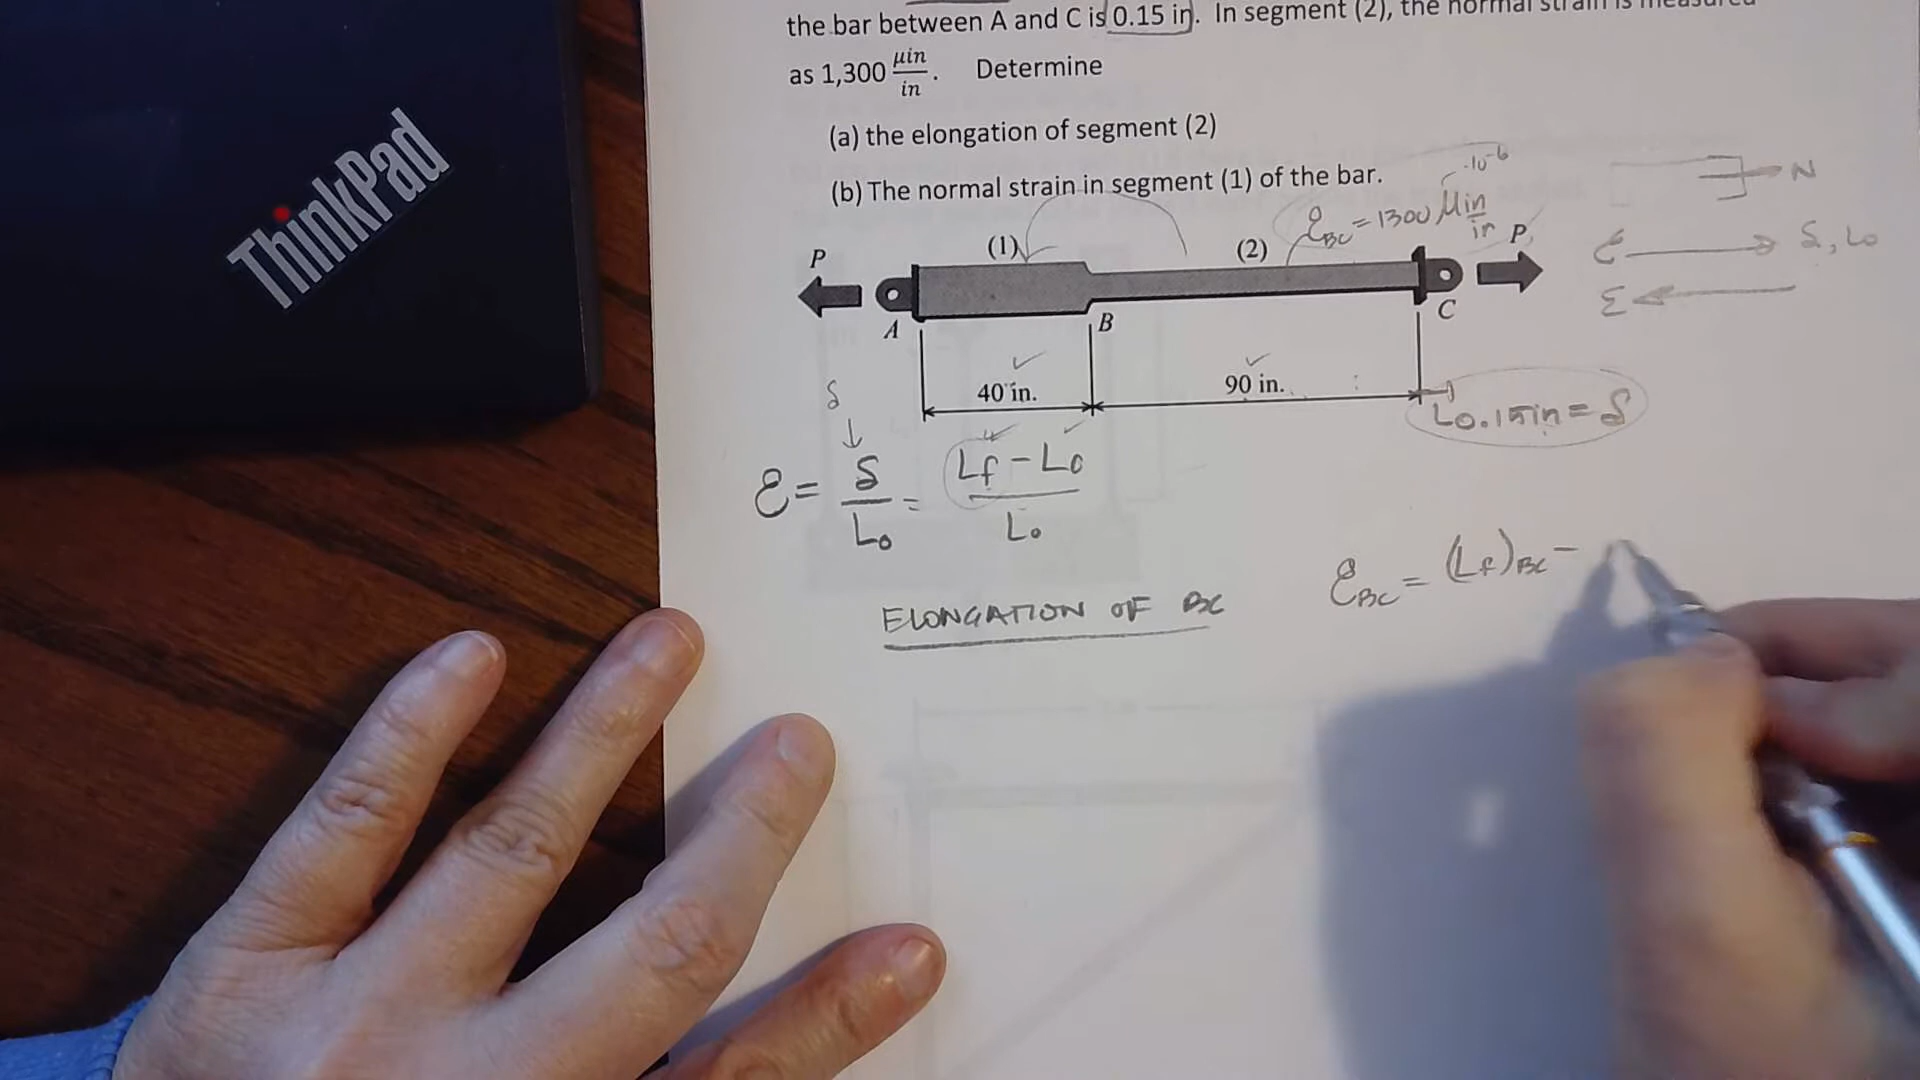 the bar between A and C is 0.15 in. In segment (2), the normal strain is measured
as 1,300 μin/in. Determine
(a) the elongation of segment (2)
(b) The normal strain in segment (1) of the bar.
·10⁻⁶
ε_BC = 1300 μin/in
N
ε → δ, L₀
ε ←
P (1) (2) P
A B C
40 in. 90 in.
0.15in = δ
δ
↓
ε = δ/L₀ = (Lf - L₀)/L₀
ELONGATION OF BC
ε_BC = (Lf)_BC -
ThinkPad